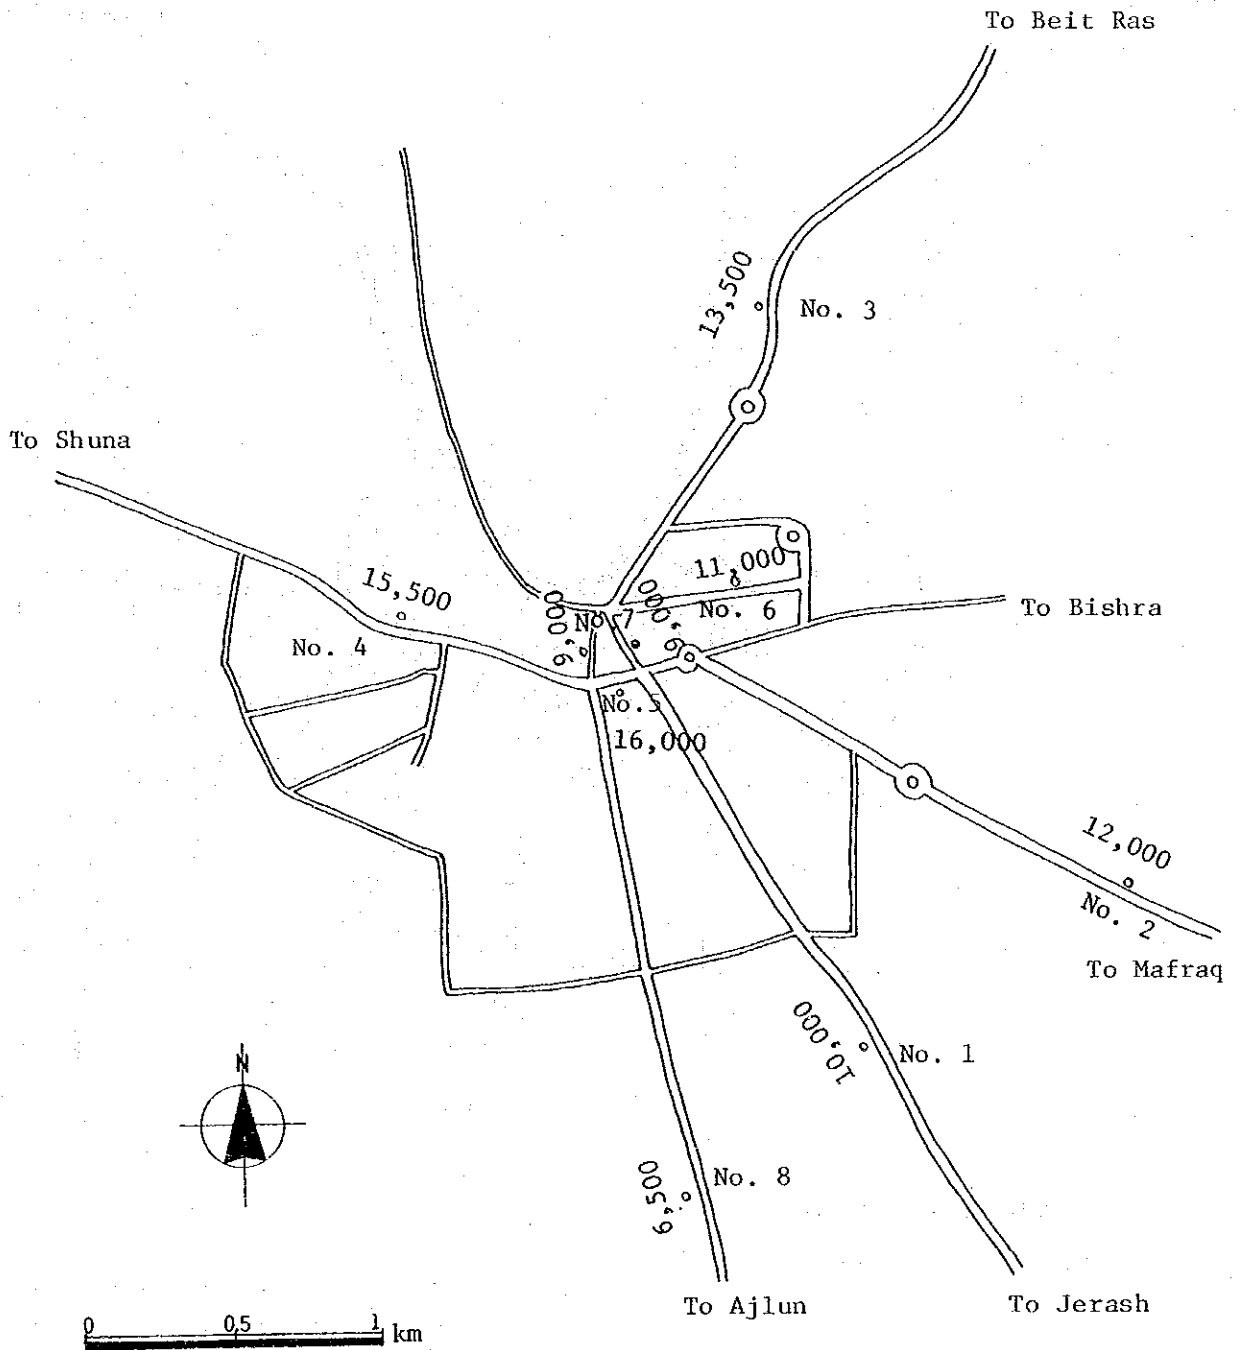 To Beit Ras
13,500
No. 3
To Shuna
15,500
11,000
9,000
9,000
No. 7
No. 6
To Bishra
No. 4
No. 5
16,000
12,000
No. 2
To Mafraq
10,000
No. 1
N
6,500
No. 8
To Ajlun
To Jerash
0 0.5 1 km